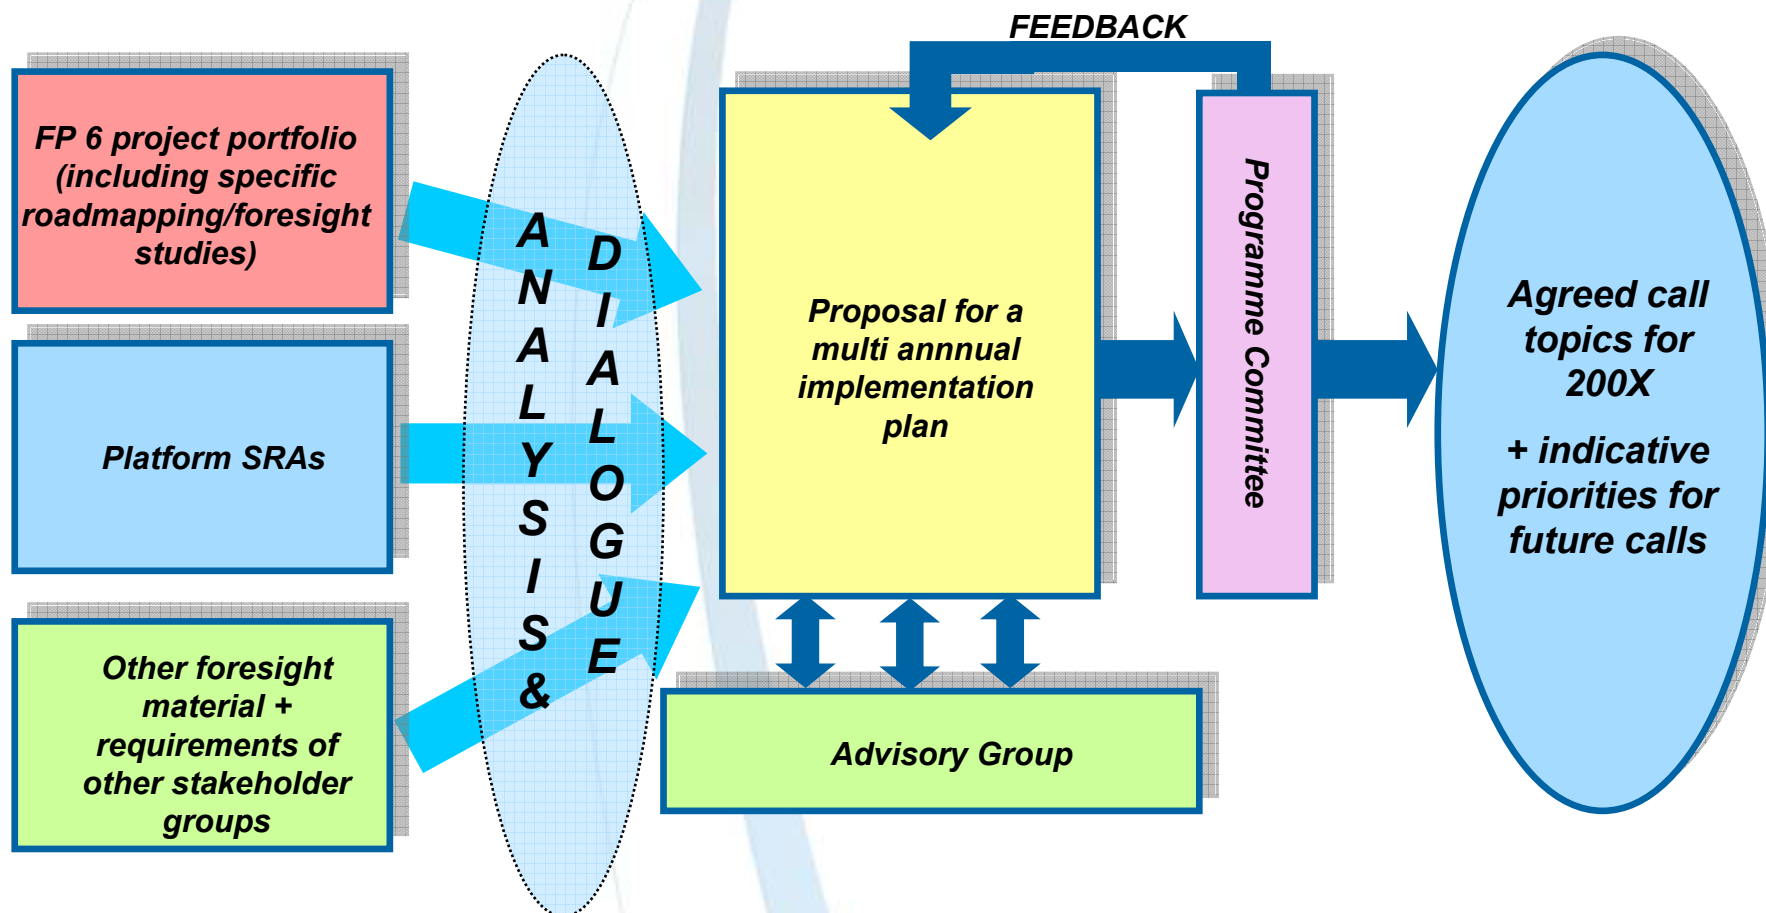 FEEDBACK
FP 6 project portfolio
(including specific
roadmapping/foresight
studies)
Platform SRAs
Other foresight
material +
requirements of
other stakeholder
groups
ANALYSIS&
DIALOGUE
Proposal for a
multi annnual
implementation
plan
Programme Committee
Advisory Group
Agreed call
topics for
200X
+ indicative
priorities for
future calls